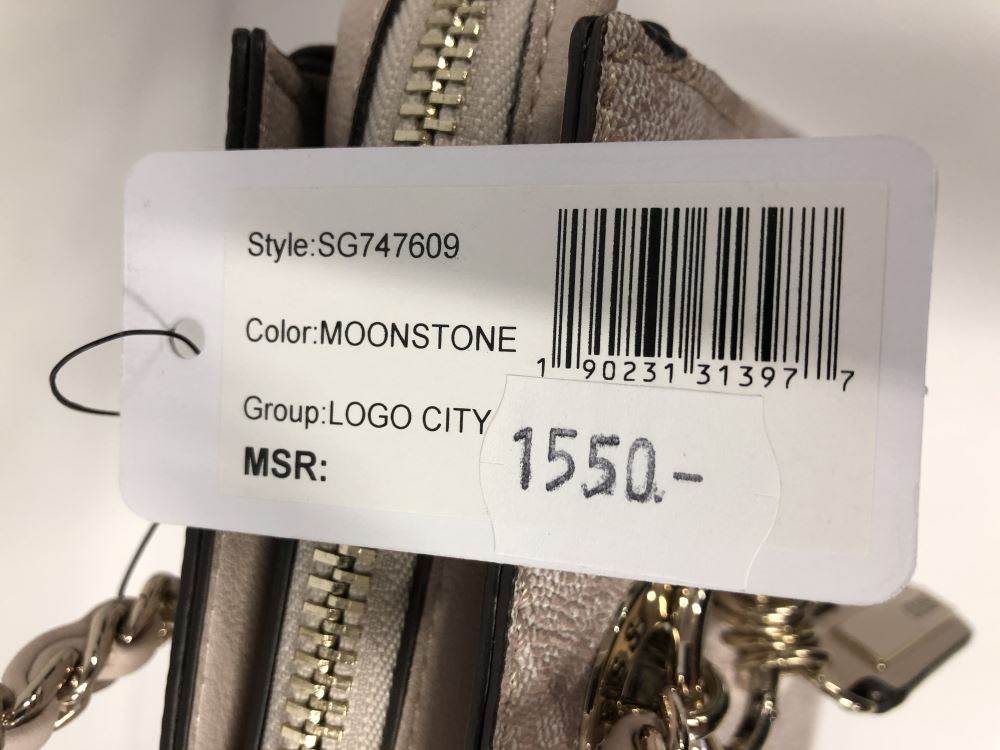 Style:SG747609
Color:MOONSTONE
1 90231 31397 7
Group:LOGO CITY
1550.-
MSR: